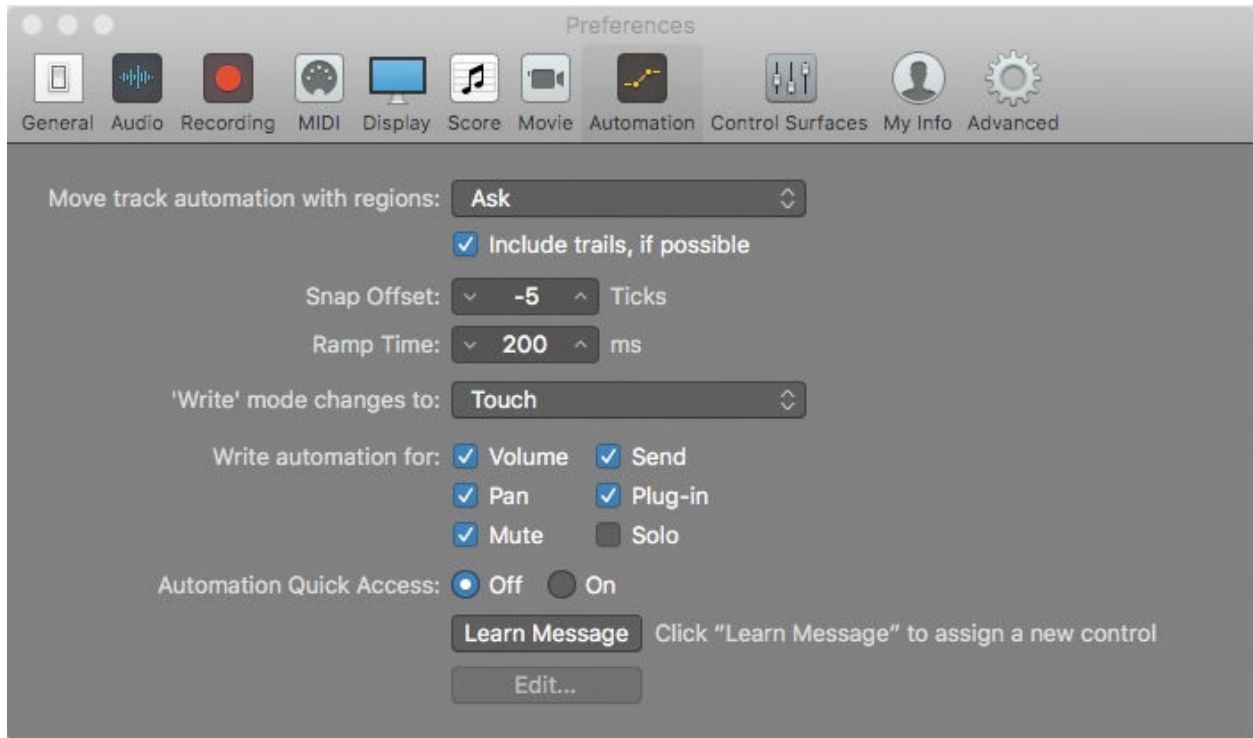 Preferences
General Audio Recording MIDI Display Score Movie Automation Control Surfaces My Info Advanced
Move track automation with regions: Ask
Include trails, if possible
Snap Offset: -5 Ticks
Ramp Time: 200 ms
'Write' mode changes to: Touch
Write automation for: Volume Send
Pan Plug-in
Mute Solo
Automation Quick Access: Off On
Learn Message Click “Learn Message” to assign a new control
Edit...